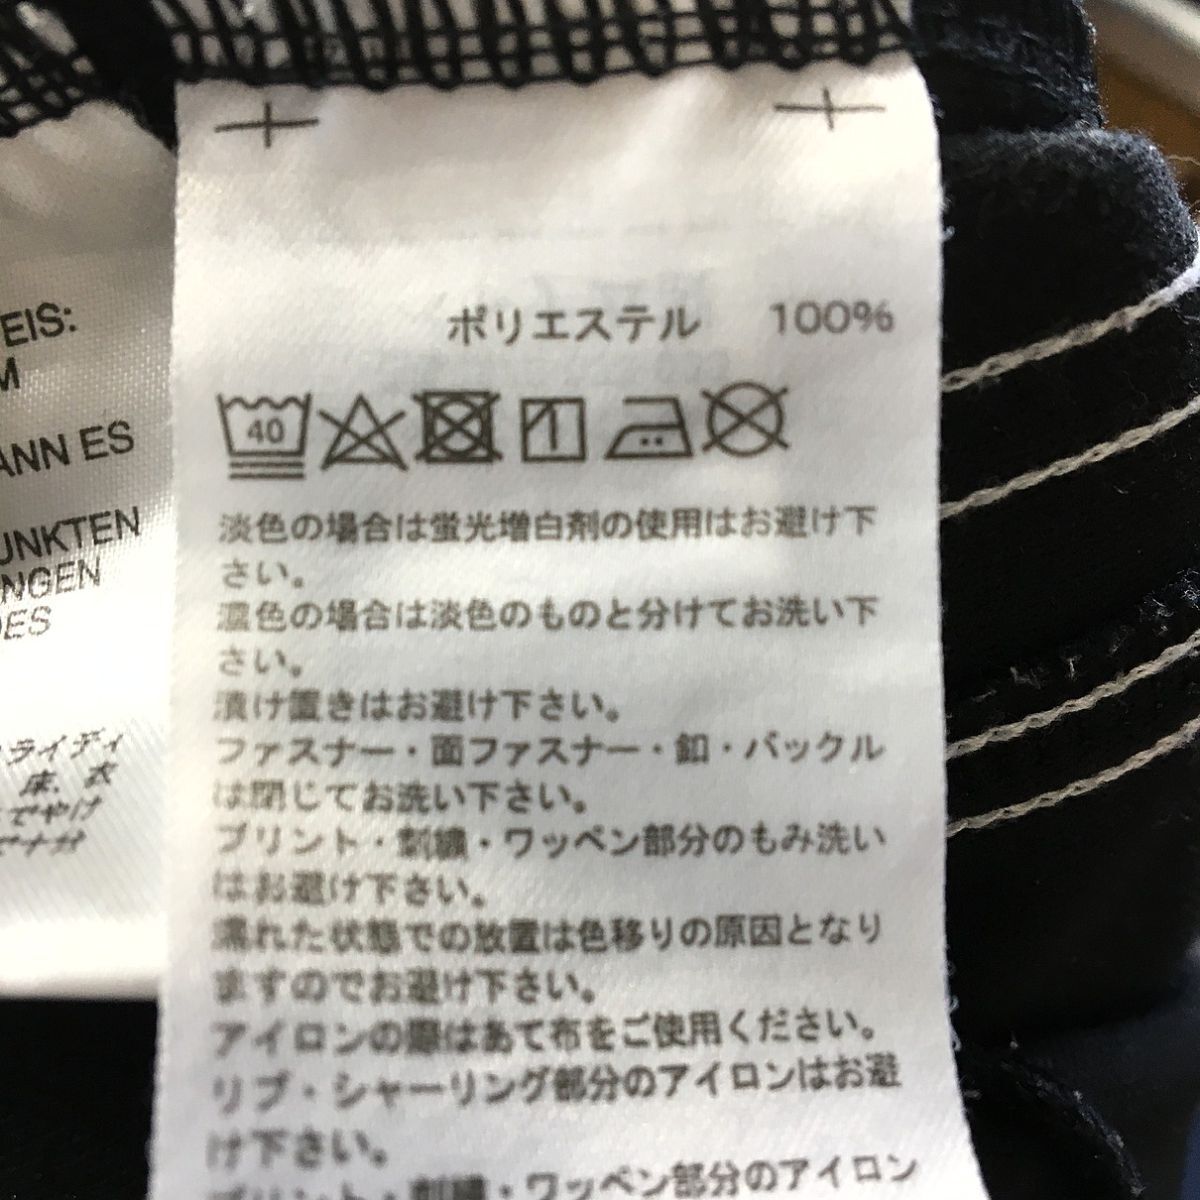 ポリエステル 100%
40
淡色の場合は蛍光増白剤の使用はお避け下
さい。
濃色の場合は淡色のものと分けてお洗い下
さい。
漬け置きはお避け下さい。
ファスナー・面ファスナー・釦・バックル
は閉じてお洗い下さい。
プリント・刺繍・ワッペン部分のもみ洗い
はお避け下さい。
濡れた状態での放置は色移りの原因となり
ますのでお避け下さい。
アイロンの際はあて布をご使用ください。
リブ・シャーリング部分のアイロンはお避
け下さい。
プリント・刺繍・ワッペン部分のアイロン
EIS:
M
ANN ES
UNKTEN
NGEN
DES
ライディ
床、衣
でやけ